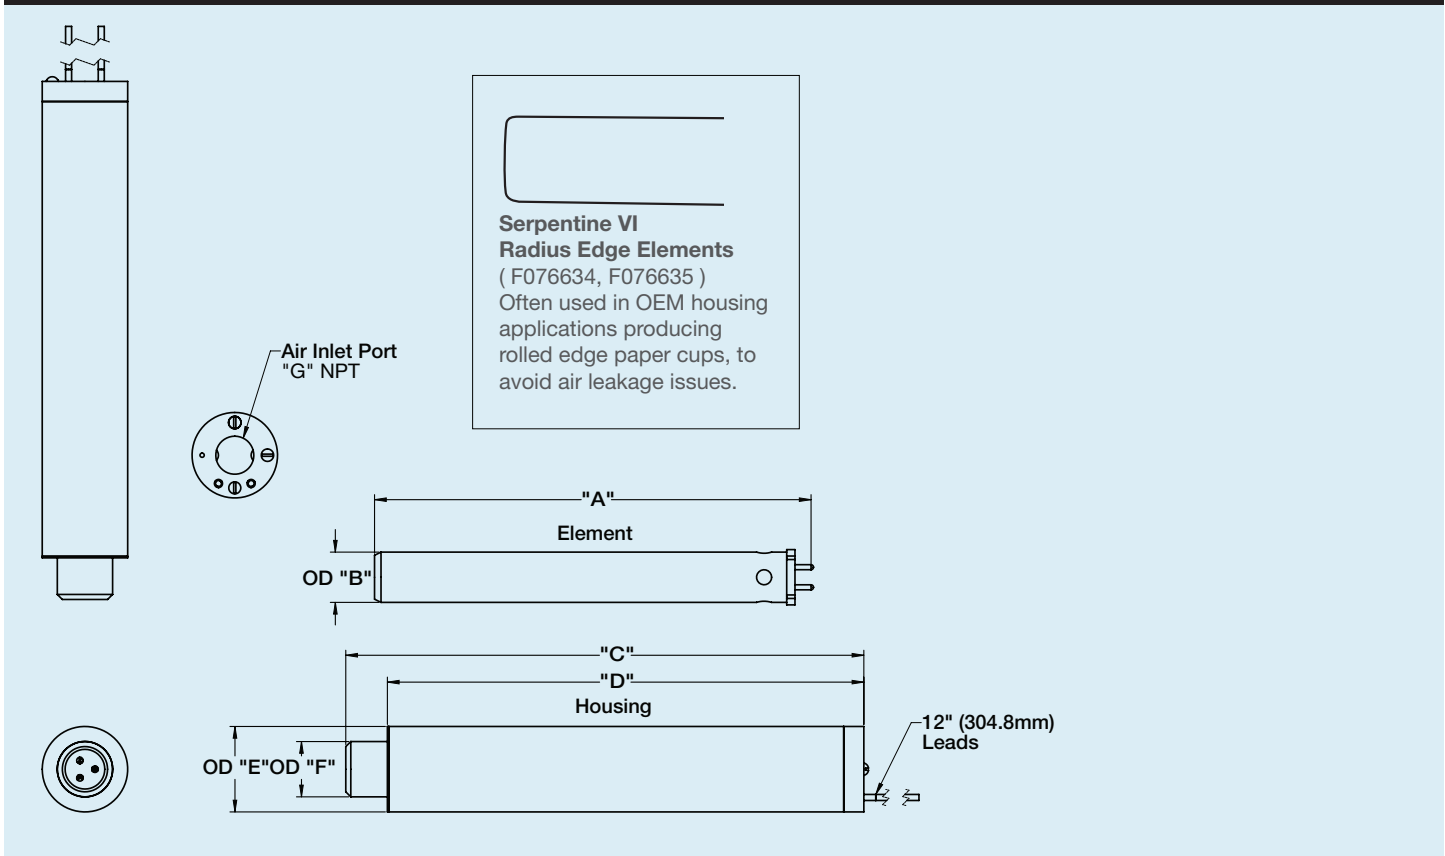 Serpentine VI
Radius Edge Elements
( F076634, F076635 )
Often used in OEM housing
applications producing
rolled edge paper cups, to
avoid air leakage issues.
Air Inlet Port
"G" NPT
"A"
Element
OD "B"
"C"
"D"
Housing
12" (304.8mm)
Leads
OD "E"
OD "F"